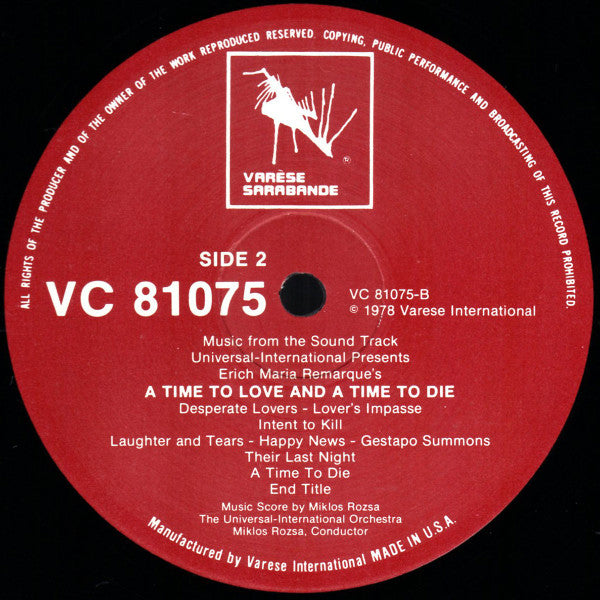 ALL RIGHTS OF THE PRODUCER AND OF THE OWNER OF THE WORK REPRODUCED RESERVED. COPYING, PUBLIC PERFORMANCE AND BROADCASTING OF THIS RECORD PROHIBITED.
®
VARÈSE
SARABANDE
SIDE 2
VC 81075
VC 81075-B
© 1978 Varese International
Music from the Sound Track
Universal-International Presents
Erich Maria Remarque's
A TIME TO LOVE AND A TIME TO DIE
Desperate Lovers - Lover's Impasse
Intent to Kill
Laughter and Tears - Happy News - Gestapo Summons
Their Last Night
A Time To Die
End Title
Music Score by Miklos Rozsa
The Universal-International Orchestra
Miklos Rozsa, Conductor
Manufactured by Varese International MADE IN U.S.A.